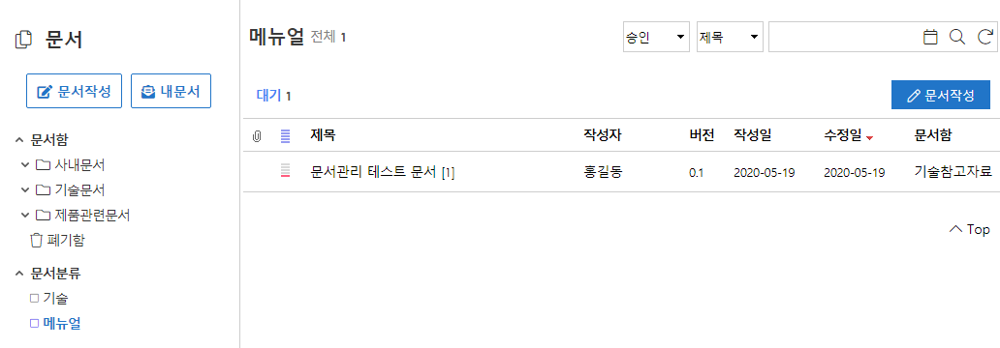 문서
문서작성 내문서
문서함
사내문서
기술문서
제품관련문서
폐기함
문서분류
기술
메뉴얼
메뉴얼 전체 1
승인 제목
대기 1
문서작성
제목 작성자 버전 작성일 수정일 문서함
문서관리 테스트 문서 [1] 홍길동 0.1 2020-05-19 2020-05-19 기술참고자료
Top